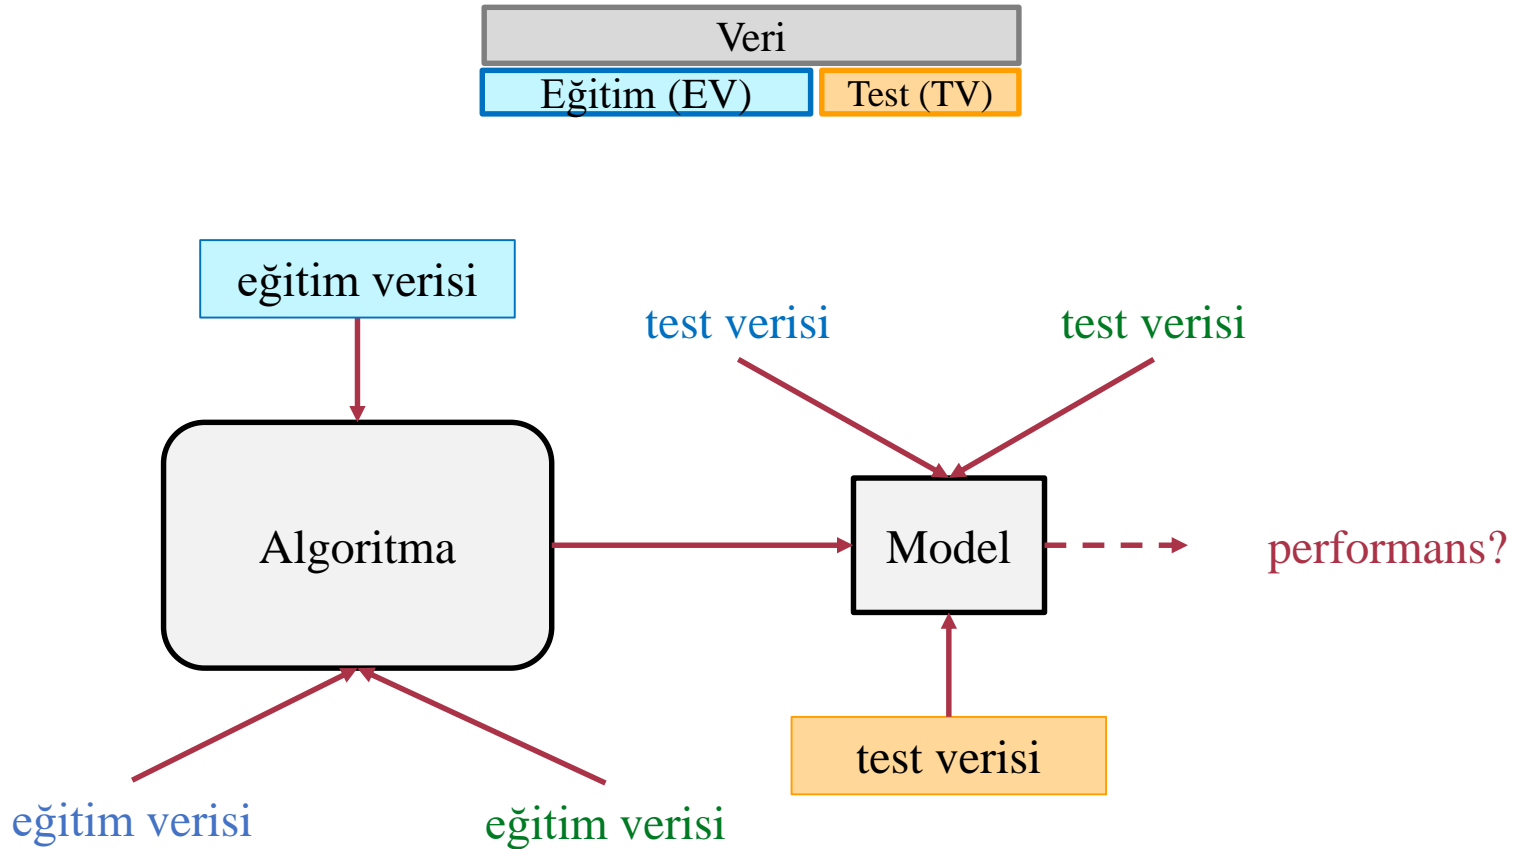 Veri
Eğitim (EV)
Test (TV)
eğitim verisi
test verisi
test verisi
Algoritma
Model
performans?
test verisi
eğitim verisi
eğitim verisi